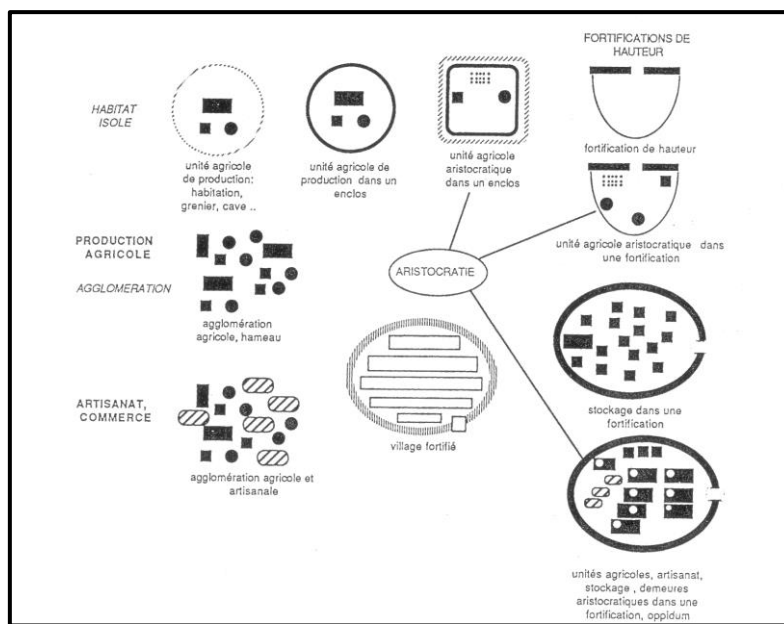 FORTIFICATIONS DE
HAUTEUR
HABITAT
ISOLE
unité agricole
de production:
habitation,
grenier, cave ..
unité agricole de
production dans un
enclos
unité agricole
aristocratique
dans un enclos
fortification de hauteur
PRODUCTION
AGRICOLE
AGGLOMERATION
agglomération
agricole, hameau
ARISTOCRATIE
unité agricole aristocratique dans
une fortification
ARTISANAT,
COMMERCE
agglomération agricole et
artisanale
village fortifié
stockage dans une
fortification
unités agricoles, artisanat,
stockage , demeures
aristocratiques dans une
fortification, oppidum